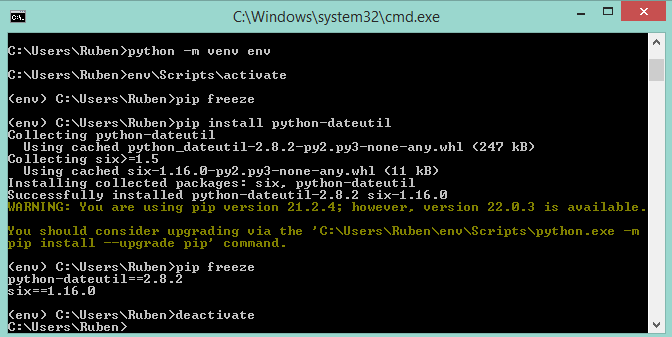 C:\Windows\system32\cmd.exe
C:\Users\Ruben>python -m venv env
C:\Users\Ruben>env\Scripts\activate
(env) C:\Users\Ruben>pip freeze
(env) C:\Users\Ruben>pip install python-dateutil
Collecting python-dateutil
  Using cached python_dateutil-2.8.2-py2.py3-none-any.whl (247 kB)
Collecting six>=1.5
  Using cached six-1.16.0-py2.py3-none-any.whl (11 kB)
Installing collected packages: six, python-dateutil
Successfully installed python-dateutil-2.8.2 six-1.16.0
WARNING: You are using pip version 21.2.4; however, version 22.0.3 is available.
You should consider upgrading via the 'C:\Users\Ruben\env\Scripts\python.exe -m
pip install --upgrade pip' command.
(env) C:\Users\Ruben>pip freeze
python-dateutil==2.8.2
six==1.16.0
(env) C:\Users\Ruben>deactivate
C:\Users\Ruben>